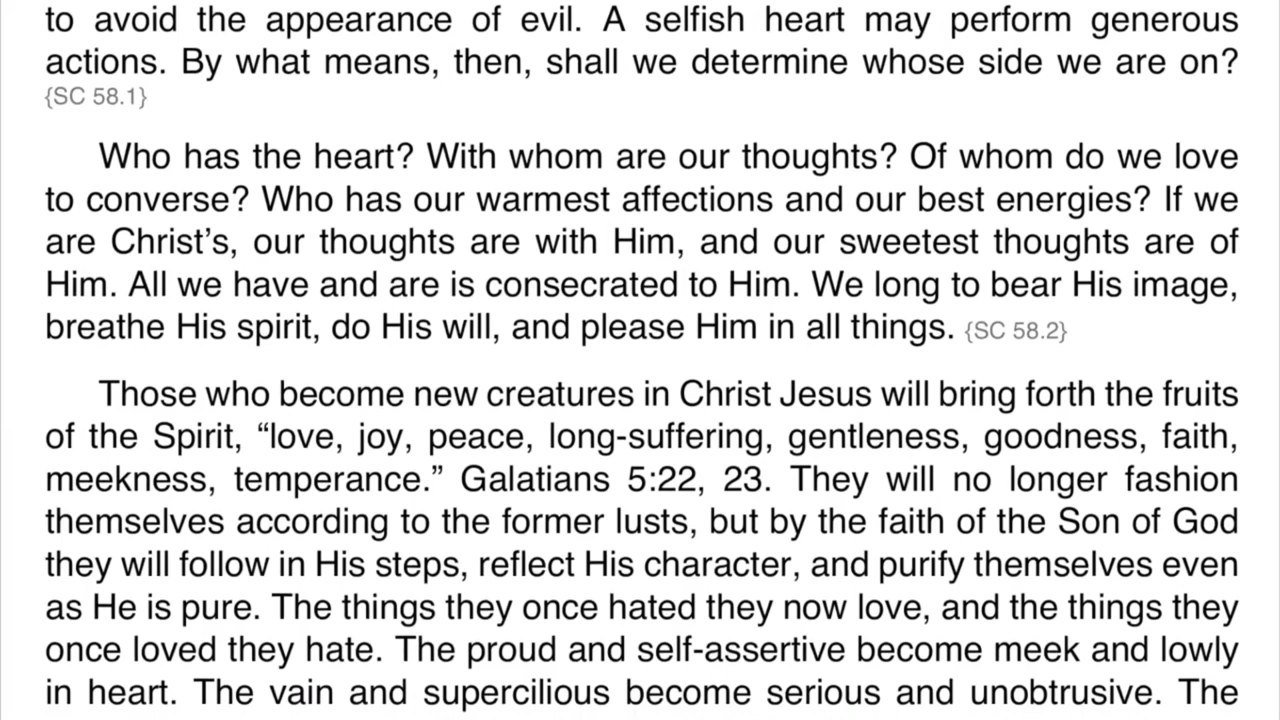 to avoid the appearance of evil. A selfish heart may perform generous
actions. By what means, then, shall we determine whose side we are on?
{SC 58.1}
Who has the heart? With whom are our thoughts? Of whom do we love
to converse? Who has our warmest affections and our best energies? If we
are Christ’s, our thoughts are with Him, and our sweetest thoughts are of
Him. All we have and are is consecrated to Him. We long to bear His image,
breathe His spirit, do His will, and please Him in all things. {SC 58.2}
Those who become new creatures in Christ Jesus will bring forth the fruits
of the Spirit, “love, joy, peace, long-suffering, gentleness, goodness, faith,
meekness, temperance.” Galatians 5:22, 23. They will no longer fashion
themselves according to the former lusts, but by the faith of the Son of God
they will follow in His steps, reflect His character, and purify themselves even
as He is pure. The things they once hated they now love, and the things they
once loved they hate. The proud and self-assertive become meek and lowly
in heart. The vain and supercilious become serious and unobtrusive. The